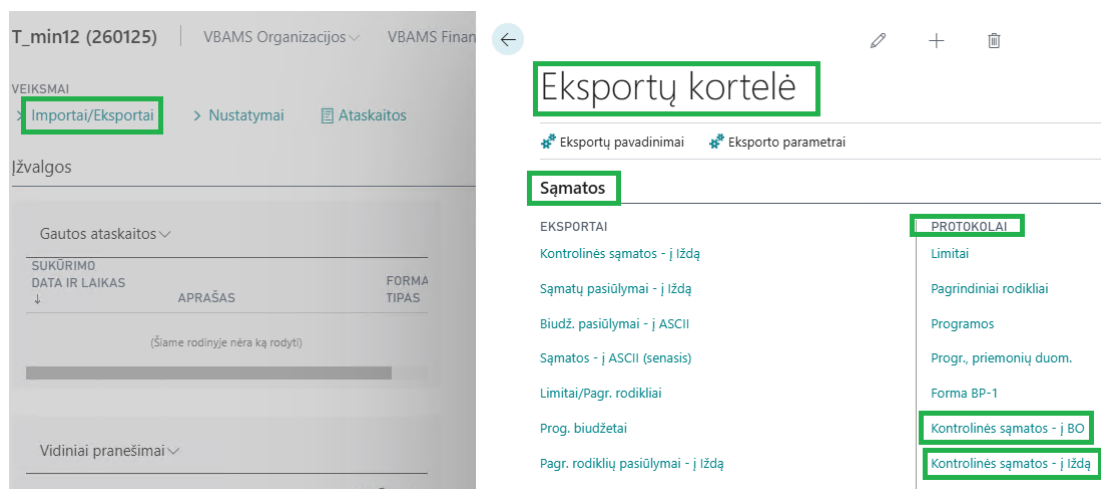 T_min12 (260125)
VBAMS Organizacijos
VBAMS Finan
VEIKSMAI
> Importai/Eksportai
> Nustatymai
Ataskaitos
Įžvalgos
Gautos ataskaitos
SUKŪRIMO
DATA IR LAIKAS
↓
APRAŠAS
FORMA
TIPAS
(Šiame rodinyje nėra ką rodyti)
Vidiniai pranešimai
Eksportų kortelė
Eksportų pavadinimai
Eksporto parametrai
Sąmatos
EKSPORTAI
Kontrolinės sąmatos - į Iždą
Sąmatų pasiūlymai - į Iždą
Biudž. pasiūlymai - į ASCII
Sąmatos - į ASCII (senasis)
Limitai/Pagr. rodikliai
Prog. biudžetai
Pagr. rodiklių pasiūlymai - į Iždą
PROTOKOLAI
Limitai
Pagrindiniai rodikliai
Programos
Progr., priemonių duom.
Forma BP-1
Kontrolinės sąmatos - į BO
Kontrolinės sąmatos - į Iždą